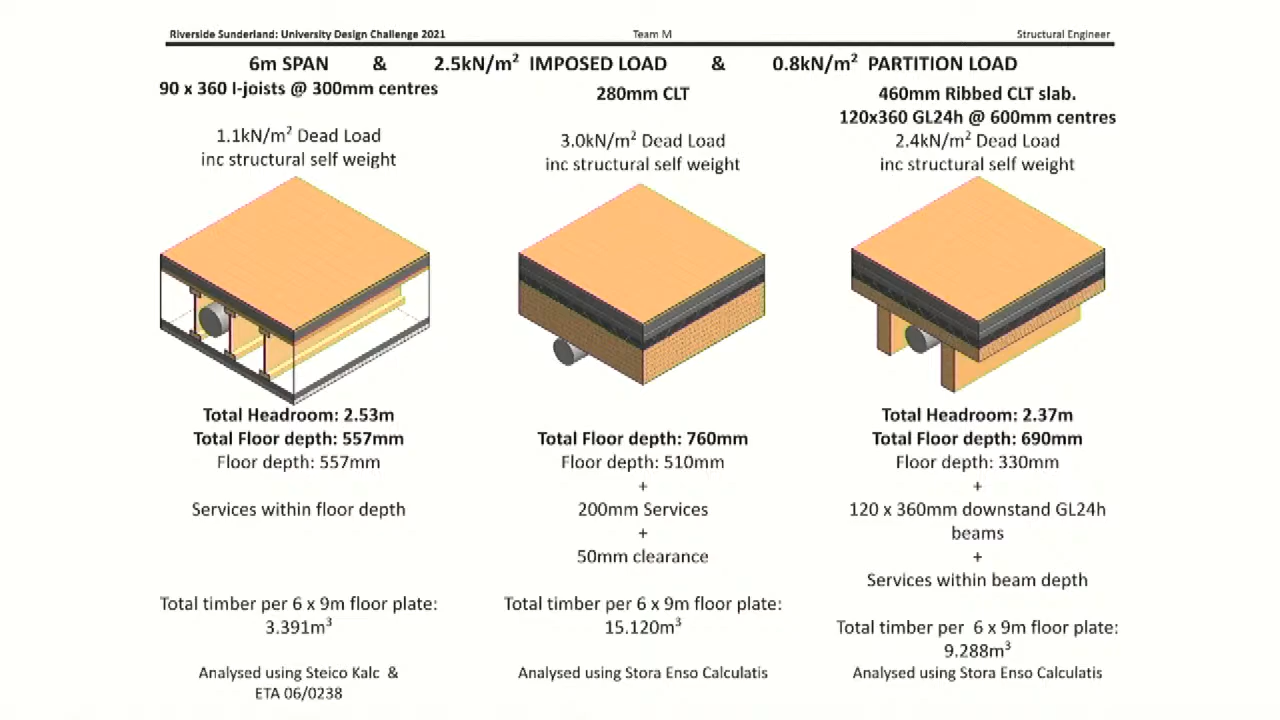 Riverside Sunderland: University Design Challenge 2021
Team M
Structural Engineer
6m SPAN & 2.5kN/m² IMPOSED LOAD & 0.8kN/m² PARTITION LOAD
90 x 360 I-joists @ 300mm centres
1.1kN/m² Dead Load
inc structural self weight
Total Headroom: 2.53m
Total Floor depth: 557mm
Floor depth: 557mm
Services within floor depth
Total timber per 6 x 9m floor plate:
3.391m³
Analysed using Steico Kalc &
ETA 06/0238
280mm CLT
3.0kN/m² Dead Load
inc structural self weight
Total Floor depth: 760mm
Floor depth: 510mm
+
200mm Services
+
50mm clearance
Total timber per 6 x 9m floor plate:
15.120m³
Analysed using Stora Enso Calculatis
460mm Ribbed CLT slab.
120x360 GL24h @ 600mm centres
2.4kN/m² Dead Load
inc structural self weight
Total Headroom: 2.37m
Total Floor depth: 690mm
Floor depth: 330mm
+
120 x 360mm downstand GL24h
beams
+
Services within beam depth
Total timber per 6 x 9m floor plate:
9.288m³
Analysed using Stora Enso Calculatis